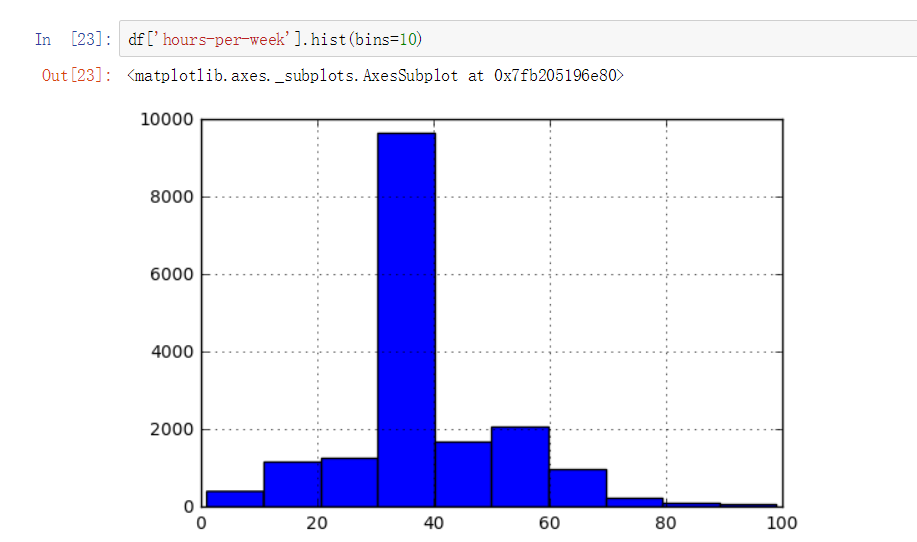 In [23]: df['hours-per-week'].hist(bins=10)
Out[23]: <matplotlib.axes._subplots.AxesSubplot at 0x7fb205196e80>
10000
8000
6000
4000
2000
0
0 20 40 60 80 100